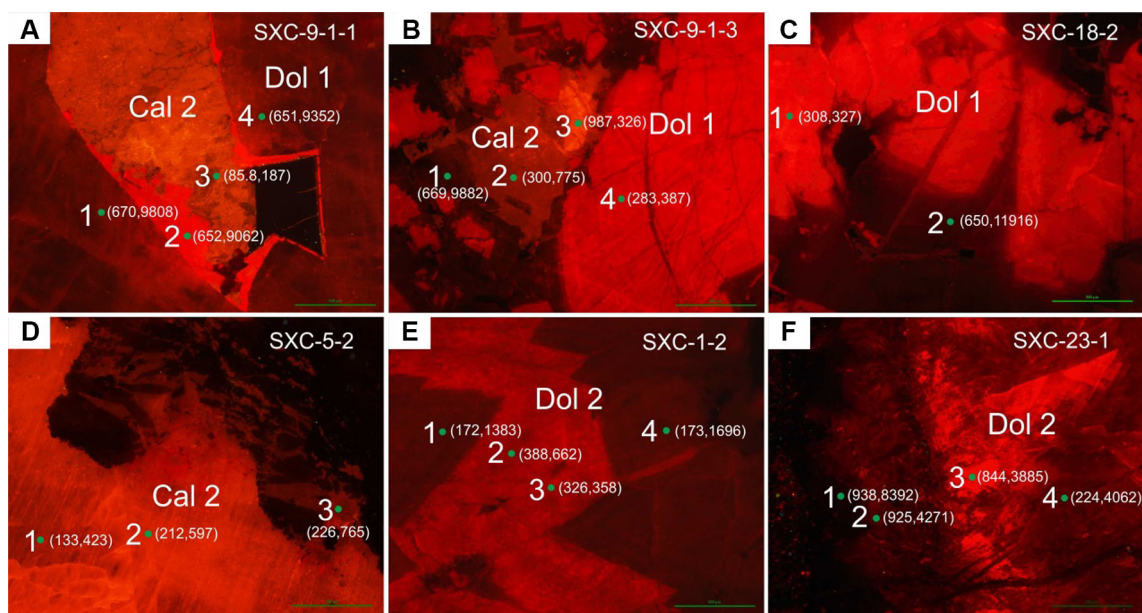 A
SXC-9-1-1
Dol 1
4 (651,9352)
Cal 2
3 (85.8,187)
1 (670,9808)
2 (652,9062)
B
SXC-9-1-3
3 (987,326)
Dol 1
Cal 2
1 (669,9882)
2 (300,775)
4 (283,387)
C
SXC-18-2
Dol 1
1 (308,327)
2 (650,11916)
D
SXC-5-2
Cal 2
3 (226,765)
1 (133,423)
2 (212,597)
E
SXC-1-2
Dol 2
1 (172,1383)
4 (173,1696)
2 (388,662)
3 (326,358)
F
SXC-23-1
Dol 2
3 (844,3885)
1 (938,8392)
4 (224,4062)
2 (925,4271)